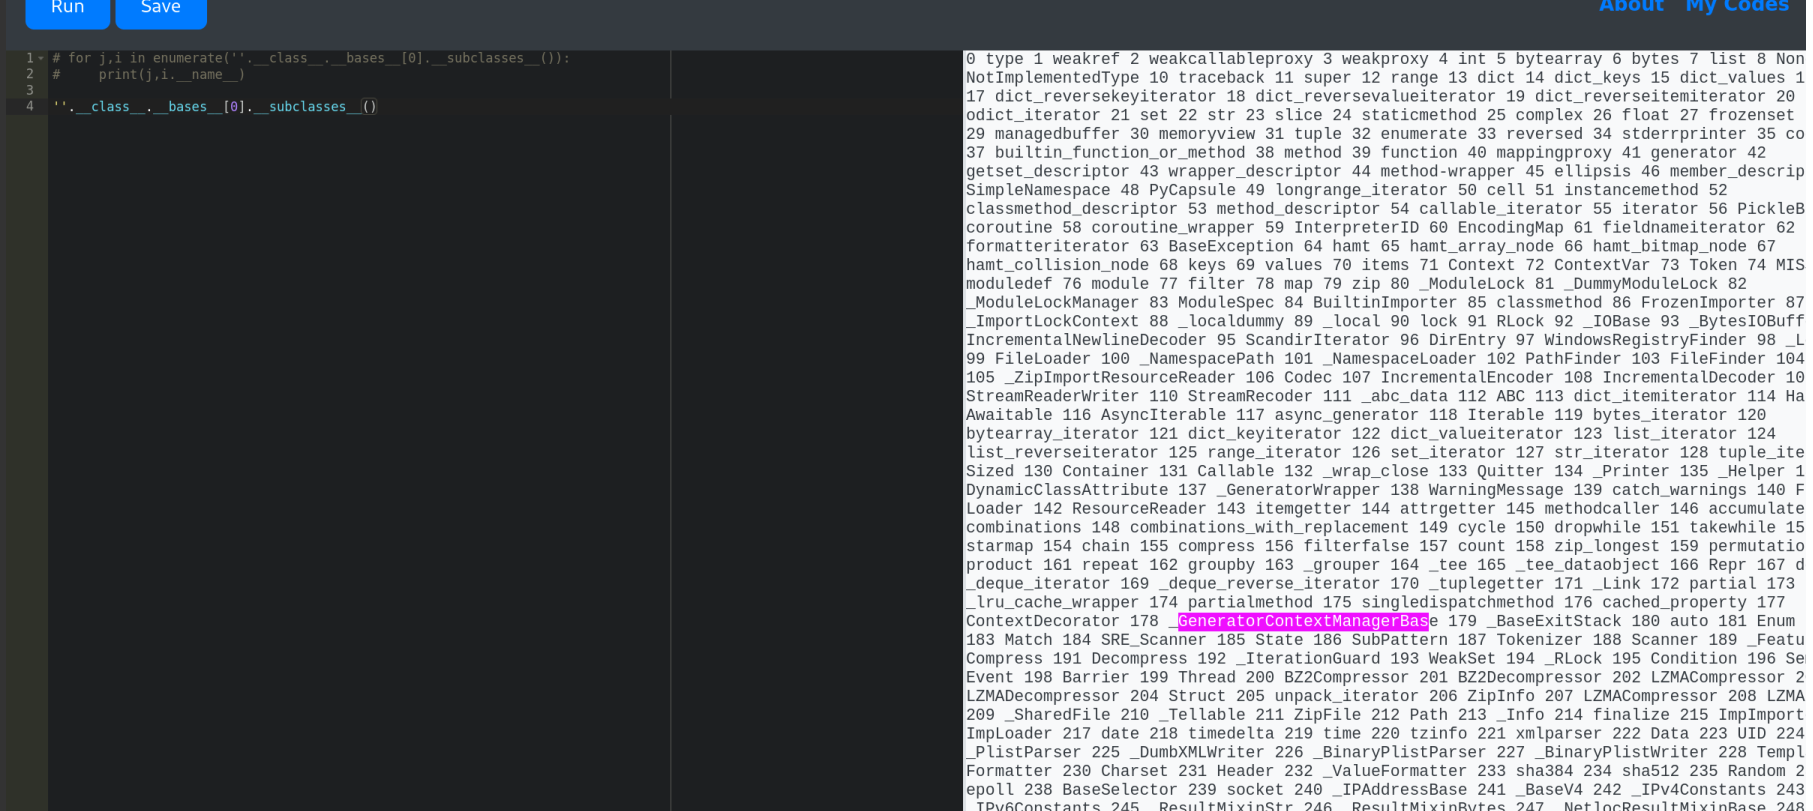 Run Save About My Codes
1 # for j,i in enumerate(''.__class__.__bases__[0].__subclasses__()):
2 #     print(j,i.__name__)
3
4 ''.__class__.__bases__[0].__subclasses__()
0 type 1 weakref 2 weakcallableproxy 3 weakproxy 4 int 5 bytearray 6 bytes 7 list 8 Non
NotImplementedType 10 traceback 11 super 12 range 13 dict 14 dict_keys 15 dict_values 1
17 dict_reversekeyiterator 18 dict_reversevalueiterator 19 dict_reverseitemiterator 20
odict_iterator 21 set 22 str 23 slice 24 staticmethod 25 complex 26 float 27 frozenset
29 managedbuffer 30 memoryview 31 tuple 32 enumerate 33 reversed 34 stderrprinter 35 co
37 builtin_function_or_method 38 method 39 function 40 mappingproxy 41 generator 42
getset_descriptor 43 wrapper_descriptor 44 method-wrapper 45 ellipsis 46 member_descrip
SimpleNamespace 48 PyCapsule 49 longrange_iterator 50 cell 51 instancemethod 52
classmethod_descriptor 53 method_descriptor 54 callable_iterator 55 iterator 56 PickleB
coroutine 58 coroutine_wrapper 59 InterpreterID 60 EncodingMap 61 fieldnameiterator 62
formatteriterator 63 BaseException 64 hamt 65 hamt_array_node 66 hamt_bitmap_node 67
hamt_collision_node 68 keys 69 values 70 items 71 Context 72 ContextVar 73 Token 74 MIS
moduledef 76 module 77 filter 78 map 79 zip 80 _ModuleLock 81 _DummyModuleLock 82
_ModuleLockManager 83 ModuleSpec 84 BuiltinImporter 85 classmethod 86 FrozenImporter 87
_ImportLockContext 88 _localdummy 89 _local 90 lock 91 RLock 92 _IOBase 93 _BytesIOBuff
IncrementalNewlineDecoder 95 ScandirIterator 96 DirEntry 97 WindowsRegistryFinder 98 _L
99 FileLoader 100 _NamespacePath 101 _NamespaceLoader 102 PathFinder 103 FileFinder 104
105 _ZipImportResourceReader 106 Codec 107 IncrementalEncoder 108 IncrementalDecoder 10
StreamReaderWriter 110 StreamRecoder 111 _abc_data 112 ABC 113 dict_itemiterator 114 Ha
Awaitable 116 AsyncIterable 117 async_generator 118 Iterable 119 bytes_iterator 120
bytearray_iterator 121 dict_keyiterator 122 dict_valueiterator 123 list_iterator 124
list_reverseiterator 125 range_iterator 126 set_iterator 127 str_iterator 128 tuple_ite
Sized 130 Container 131 Callable 132 _wrap_close 133 Quitter 134 _Printer 135 _Helper 1
DynamicClassAttribute 137 _GeneratorWrapper 138 WarningMessage 139 catch_warnings 140 F
Loader 142 ResourceReader 143 itemgetter 144 attrgetter 145 methodcaller 146 accumulate
combinations 148 combinations_with_replacement 149 cycle 150 dropwhile 151 takewhile 15
starmap 154 chain 155 compress 156 filterfalse 157 count 158 zip_longest 159 permutatio
product 161 repeat 162 groupby 163 _grouper 164 _tee 165 _tee_dataobject 166 Repr 167 d
_deque_iterator 169 _deque_reverse_iterator 170 _tuplegetter 171 _Link 172 partial 173
_lru_cache_wrapper 174 partialmethod 175 singledispatchmethod 176 cached_property 177
ContextDecorator 178 _GeneratorContextManagerBase 179 _BaseExitStack 180 auto 181 Enum
183 Match 184 SRE_Scanner 185 State 186 SubPattern 187 Tokenizer 188 Scanner 189 _Featu
Compress 191 Decompress 192 _IterationGuard 193 WeakSet 194 _RLock 195 Condition 196 Se
Event 198 Barrier 199 Thread 200 BZ2Compressor 201 BZ2Decompressor 202 LZMACompressor 2
LZMADecompressor 204 Struct 205 unpack_iterator 206 ZipInfo 207 LZMACompressor 208 LZMA
209 _SharedFile 210 _Tellable 211 ZipFile 212 Path 213 _Info 214 finalize 215 ImpImport
ImpLoader 217 date 218 timedelta 219 time 220 tzinfo 221 xmlparser 222 Data 223 UID 224
_PlistParser 225 _DumbXMLWriter 226 _BinaryPlistParser 227 _BinaryPlistWriter 228 Templ
Formatter 230 Charset 231 Header 232 _ValueFormatter 233 sha384 234 sha512 235 Random 2
epoll 238 BaseSelector 239 socket 240 _IPAddressBase 241 _BaseV4 242 _IPv4Constants 243
_IPv6Constants 245 _ResultMixinStr 246 _ResultMixinBytes 247 _NetlocResultMixinBase 248